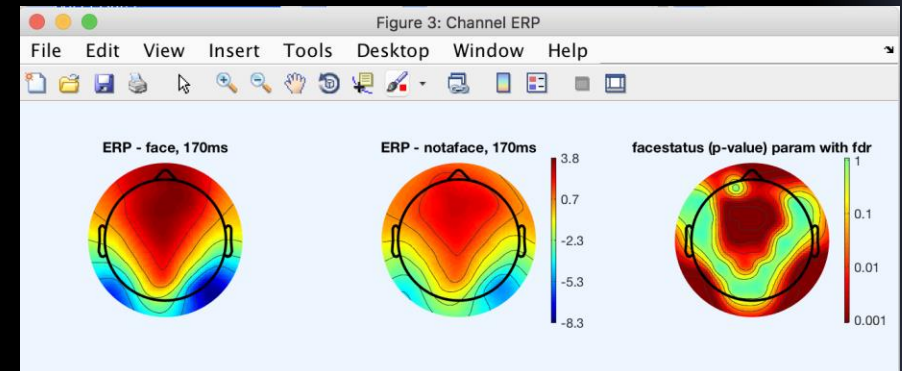 Figure 3: Channel ERP
File Edit View Insert Tools Desktop Window Help
ERP - face, 170ms
ERP - notaface, 170ms
3.8
0.7
-2.3
-5.3
-8.3
facestatus (p-value) param with fdr
1
0.1
0.01
0.001